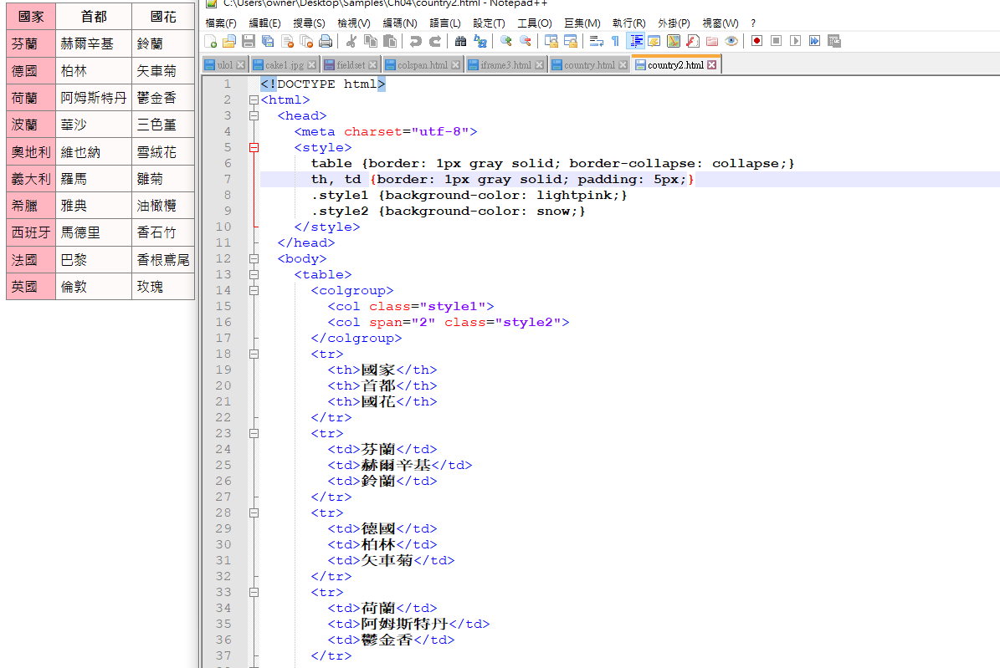 國家 首都 國花
芬蘭 赫爾辛基 鈴蘭
德國 柏林 矢車菊
荷蘭 阿姆斯特丹 鬱金香
波蘭 華沙 三色堇
奧地利 維也納 雪絨花
義大利 羅馬 雛菊
希臘 雅典 油橄欖
西班牙 馬德里 香石竹
法國 巴黎 香根鳶尾
英國 倫敦 玫瑰
C:\Users\owner\Desktop\Samples\Ch04\country2.html - Notepad++
檔案(F) 編輯(E) 搜尋(S) 檢視(V) 編碼(N) 語言(L) 設定(T) 工具(O) 巨集(M) 執行(R) 外掛(P) 視窗(W) ?
ulol cake1.jpg fieldset colspan.html iframe3.html country.html country2.html
1 <!DOCTYPE html>
2 <html>
3 <head>
4 <meta charset="utf-8">
5 <style>
6 table {border: 1px gray solid; border-collapse: collapse;}
7 th, td {border: 1px gray solid; padding: 5px;}
8 .style1 {background-color: lightpink;}
9 .style2 {background-color: snow;}
10 </style>
11 </head>
12 <body>
13 <table>
14 <colgroup>
15 <col class="style1">
16 <col span="2" class="style2">
17 </colgroup>
18 <tr>
19 <th>國家</th>
20 <th>首都</th>
21 <th>國花</th>
22 </tr>
23 <tr>
24 <td>芬蘭</td>
25 <td>赫爾辛基</td>
26 <td>鈴蘭</td>
27 </tr>
28 <tr>
29 <td>德國</td>
30 <td>柏林</td>
31 <td>矢車菊</td>
32 </tr>
33 <tr>
34 <td>荷蘭</td>
35 <td>阿姆斯特丹</td>
36 <td>鬱金香</td>
37 </tr>